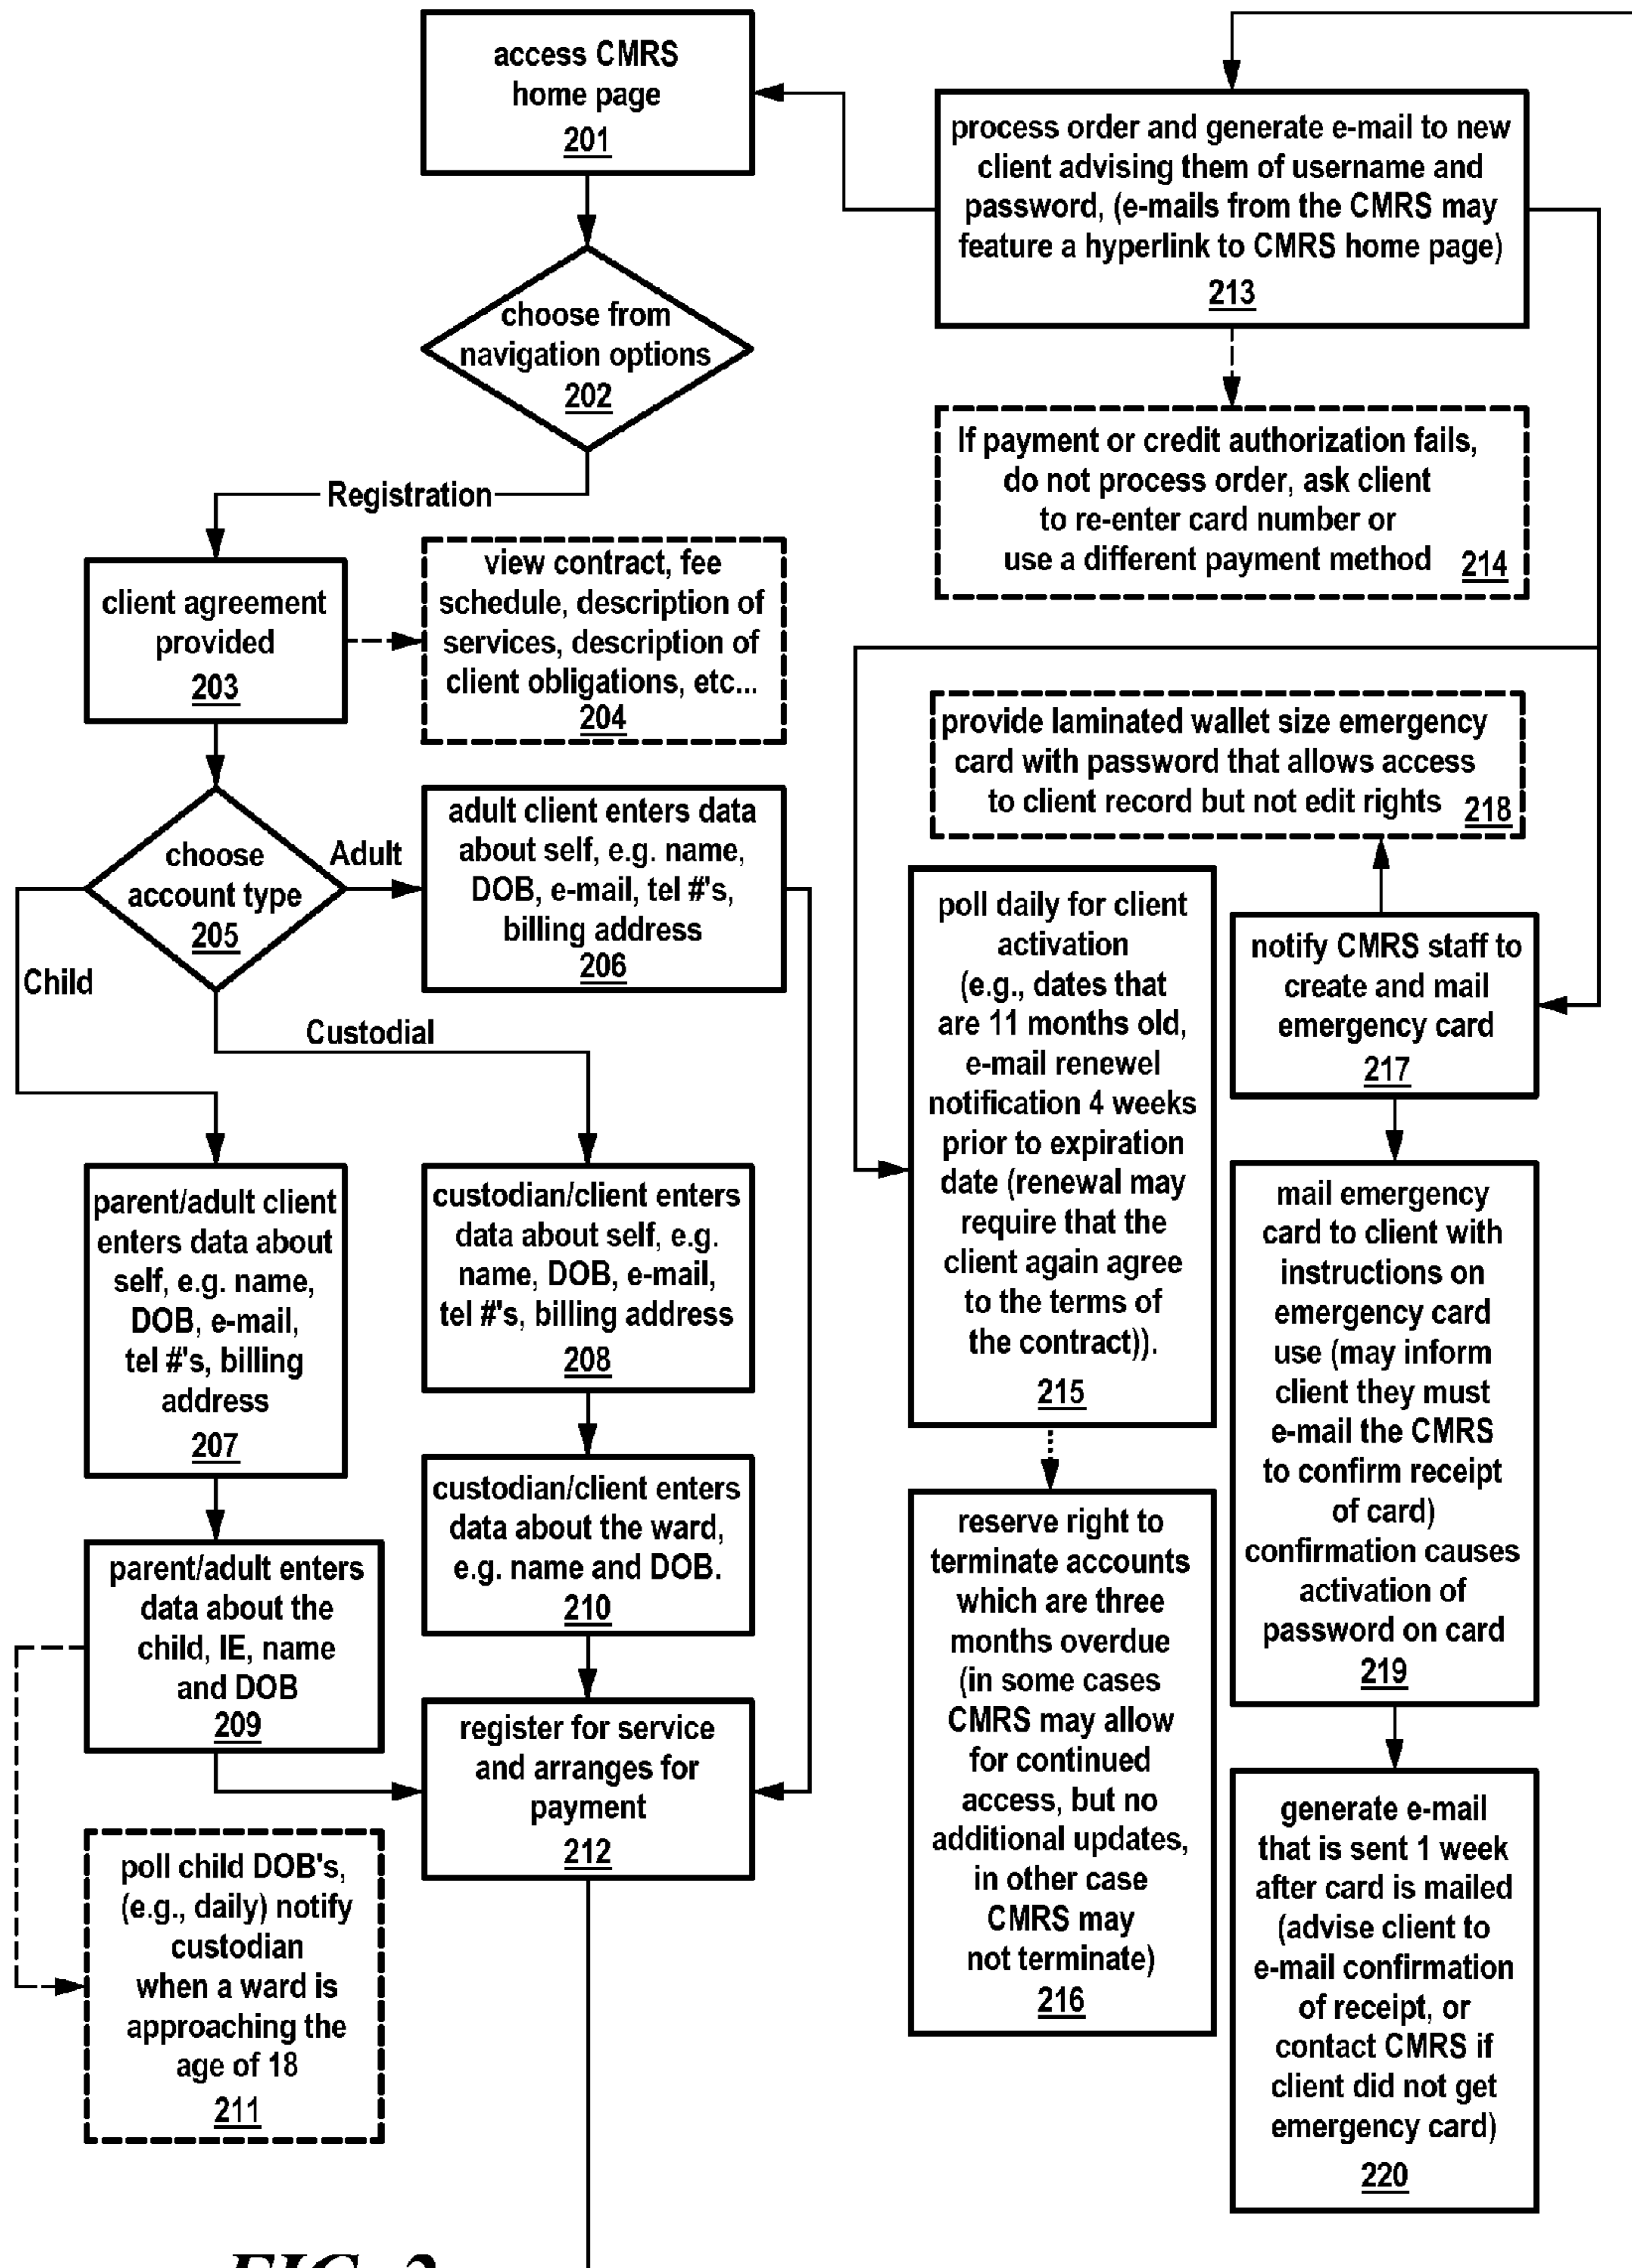 access CMRS
home page
201
choose from
navigation options
202
Registration
client agreement
provided
203
view contract, fee
schedule, description of
services, description of
client obligations, etc...
204
choose
account type
205
Adult
Child
Custodial
adult client enters data
about self, e.g. name,
DOB, e-mail, tel #'s,
billing address
206
parent/adult client
enters data about
self, e.g. name,
DOB, e-mail,
tel #'s, billing
address
207
custodian/client enters
data about self, e.g.
name, DOB, e-mail,
tel #'s, billing address
208
parent/adult enters
data about the
child, IE, name
and DOB
209
custodian/client enters
data about the ward,
e.g. name and DOB.
210
poll child DOB's,
(e.g., daily) notify
custodian
when a ward is
approaching the
age of 18
211
register for service
and arranges for
payment
212
process order and generate e-mail to new
client advising them of username and
password, (e-mails from the CMRS may
feature a hyperlink to CMRS home page)
213
If payment or credit authorization fails,
do not process order, ask client
to re-enter card number or
use a different payment method 214
provide laminated wallet size emergency
card with password that allows access
to client record but not edit rights 218
poll daily for client
activation
(e.g., dates that
are 11 months old,
e-mail renewel
notification 4 weeks
prior to expiration
date (renewal may
require that the
client again agree
to the terms of
the contract)).
215
reserve right to
terminate accounts
which are three
months overdue
(in some cases
CMRS may allow
for continued
access, but no
additional updates,
in other case
CMRS may
not terminate)
216
notify CMRS staff to
create and mail
emergency card
217
mail emergency
card to client with
instructions on
emergency card
use (may inform
client they must
e-mail the CMRS
to confirm receipt
of card)
confirmation causes
activation of
password on card
219
generate e-mail
that is sent 1 week
after card is mailed
(advise client to
e-mail confirmation
of receipt, or
contact CMRS if
client did not get
emergency card)
220